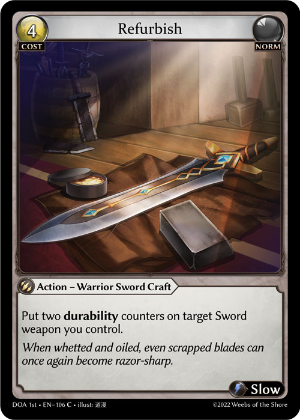 Refurbish
4
COST
NORM
Action – Warrior Sword Craft
Put two durability counters on target Sword
weapon you control.
When whetted and oiled, even scrapped blades can
once again become razor-sharp.
Slow
DOA 1st • EN-106 C • illust: 道漫
©2022 Weebs of the Shore